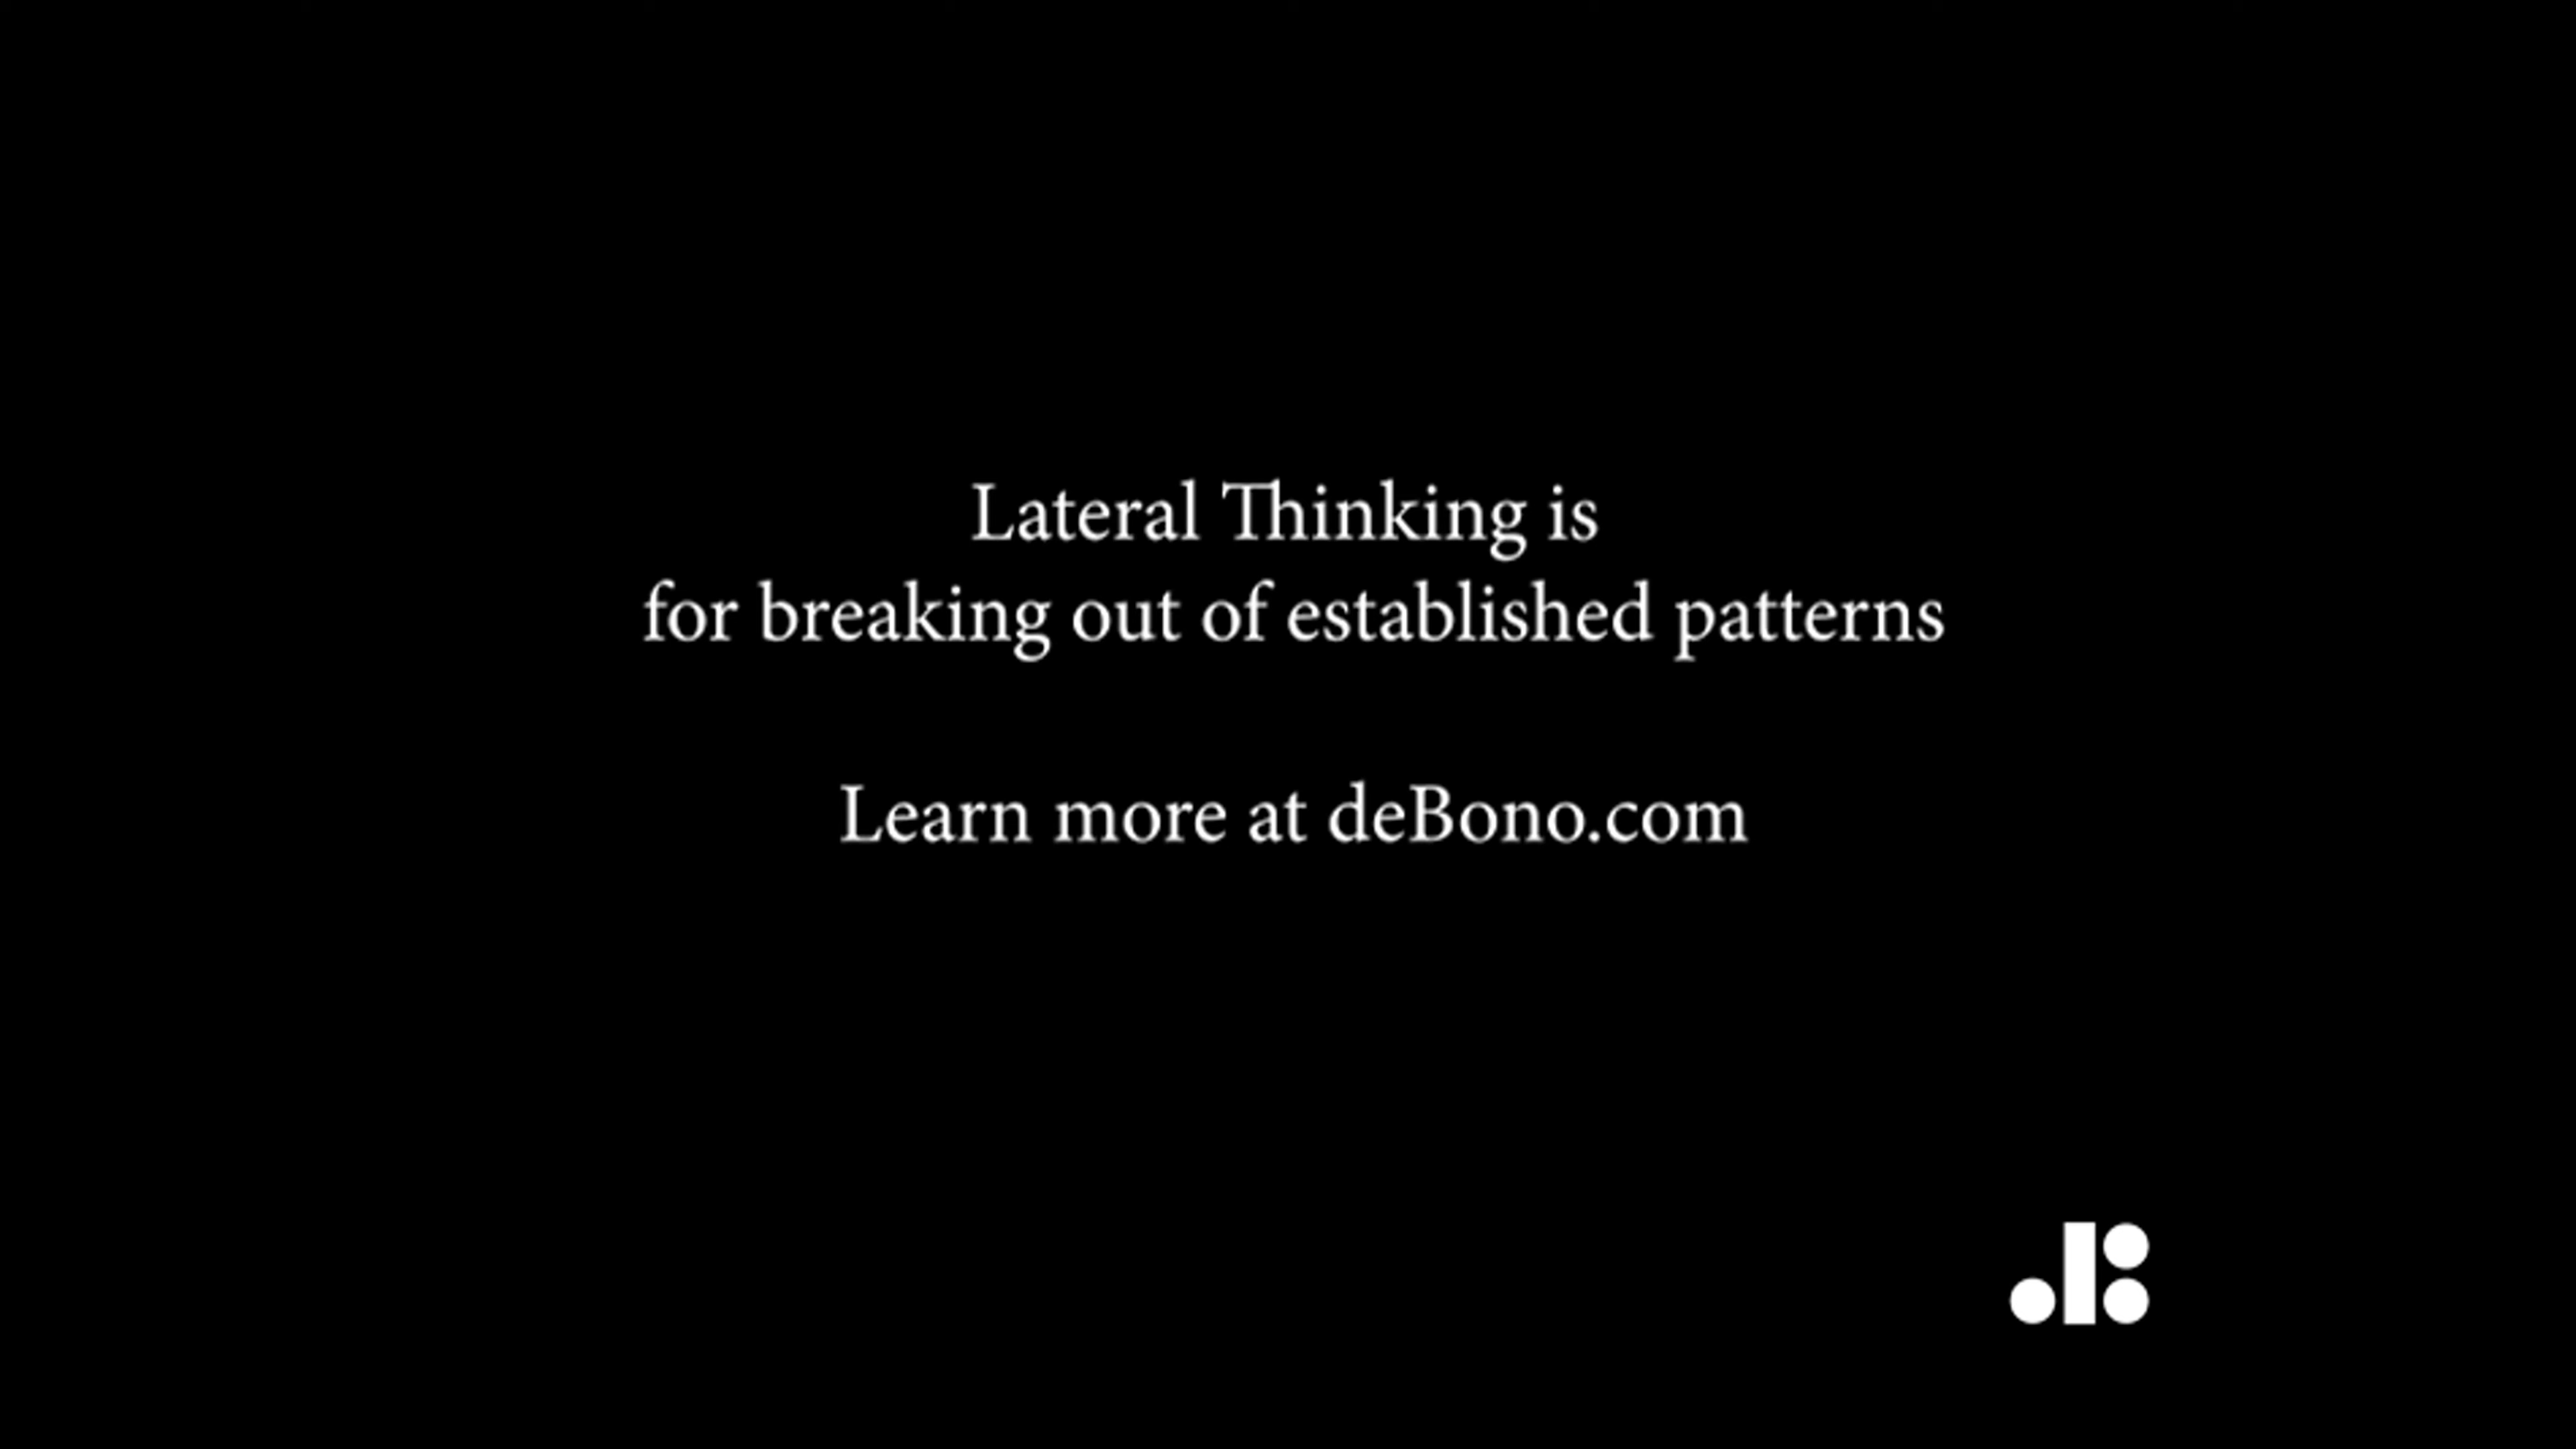 Lateral Thinking is
for breaking out of established patterns
Learn more at deBono.com